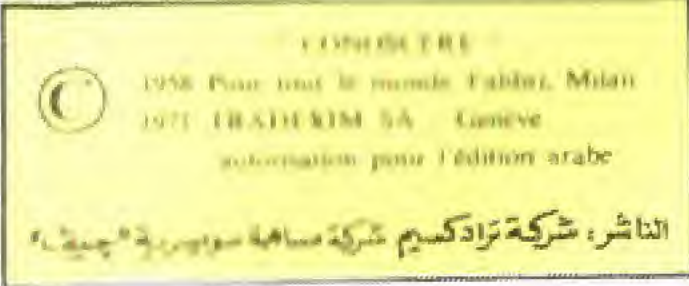 " CONOSCERE "
1958 Pour tout le monde Fabbri, Milan
1971 TRADEXIM SA Genève
autorisation pour l'édition arabe
الناشر: شركة ترادكسيم شركة مساهمة سويسرية "جنيف"